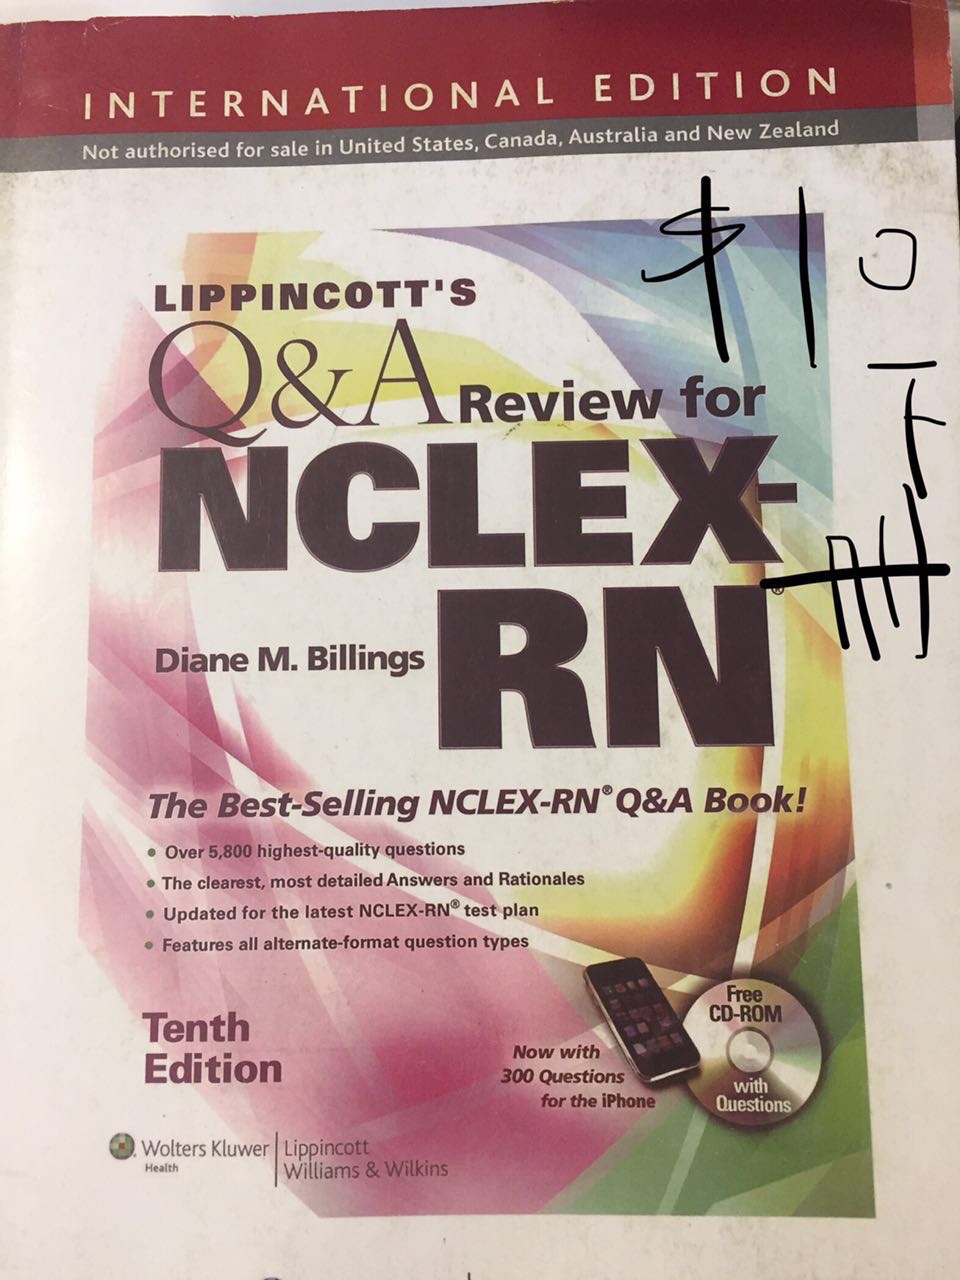 INTERNATIONAL EDITION
Not authorised for sale in United States, Canada, Australia and New Zealand
$10
LIPPINCOTT'S
Q&A Review for
NCLEX-
RN®
Diane M. Billings
The Best-Selling NCLEX-RN® Q&A Book!
• Over 5,800 highest-quality questions
• The clearest, most detailed Answers and Rationales
• Updated for the latest NCLEX-RN® test plan
• Features all alternate-format question types
Tenth
Edition
Now with
300 Questions
for the iPhone
Free
CD-ROM
with
Questions
Wolters Kluwer
Health
Lippincott
Williams & Wilkins